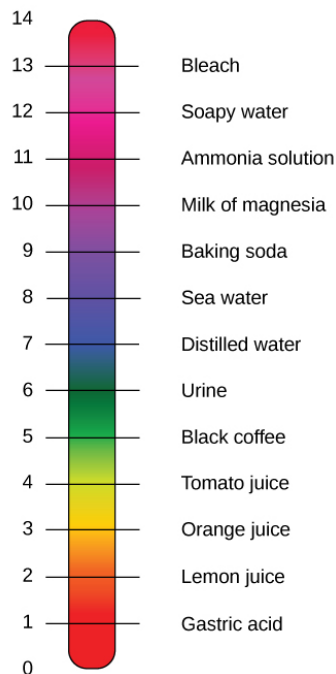 14
13 Bleach
12 Soapy water
11 Ammonia solution
10 Milk of magnesia
9 Baking soda
8 Sea water
7 Distilled water
6 Urine
5 Black coffee
4 Tomato juice
3 Orange juice
2 Lemon juice
1 Gastric acid
0